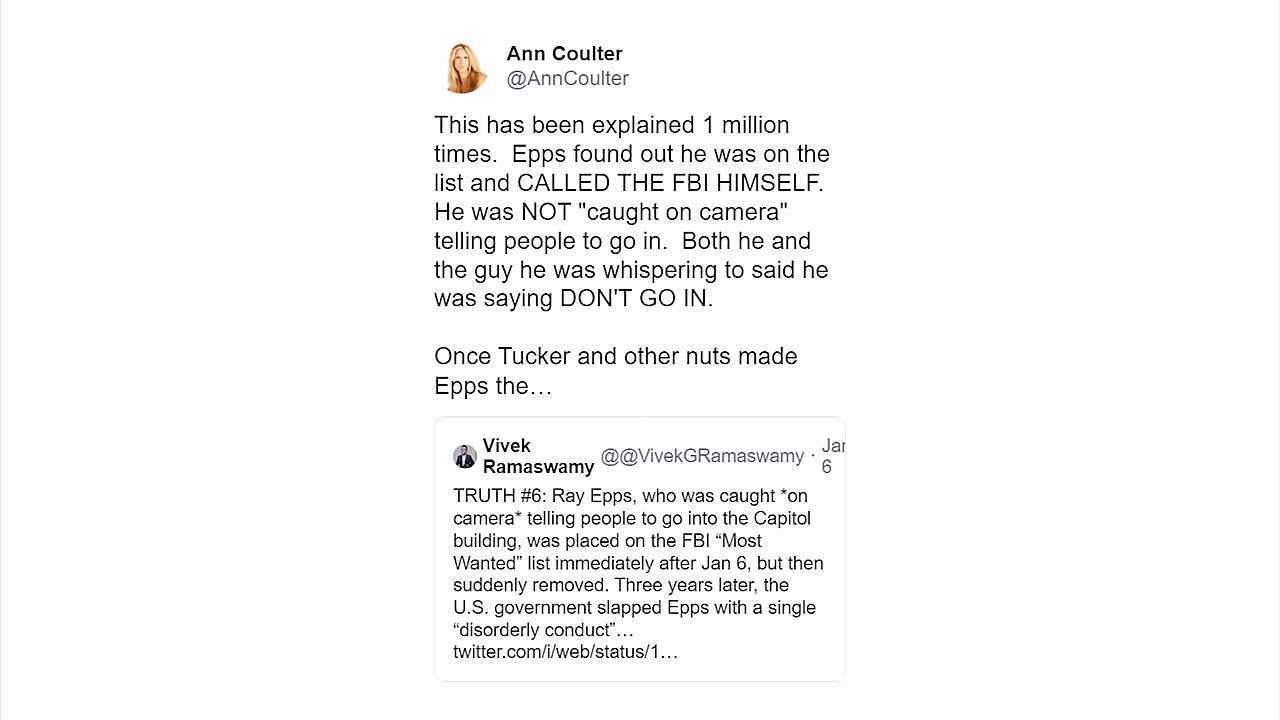 Ann Coulter
@AnnCoulter
This has been explained 1 million
times.  Epps found out he was on the
list and CALLED THE FBI HIMSELF.
He was NOT "caught on camera"
telling people to go in.  Both he and
the guy he was whispering to said he
was saying DON'T GO IN.
Once Tucker and other nuts made
Epps the…
Vivek
Ramaswamy
@@VivekGRamaswamy · Jan
6
TRUTH #6: Ray Epps, who was caught *on
camera* telling people to go into the Capitol
building, was placed on the FBI “Most
Wanted” list immediately after Jan 6, but then
suddenly removed. Three years later, the
U.S. government slapped Epps with a single
“disorderly conduct”…
twitter.com/i/web/status/1…